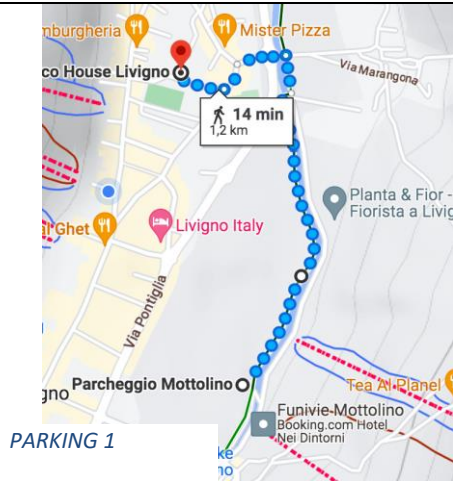 mburgheria
Mister Pizza
co House Livigno
Via Marangona
14 min
1,2 km
Planta & Fior -
Fiorista a Livig
al Ghet
Livigno Italy
Via Pontiglia
gno
Parcheggio Mottolino
Tea Al Planel
Funivie-Mottolino
Booking.com Hotel
Nei Dintorni
PARKING 1
ke
no